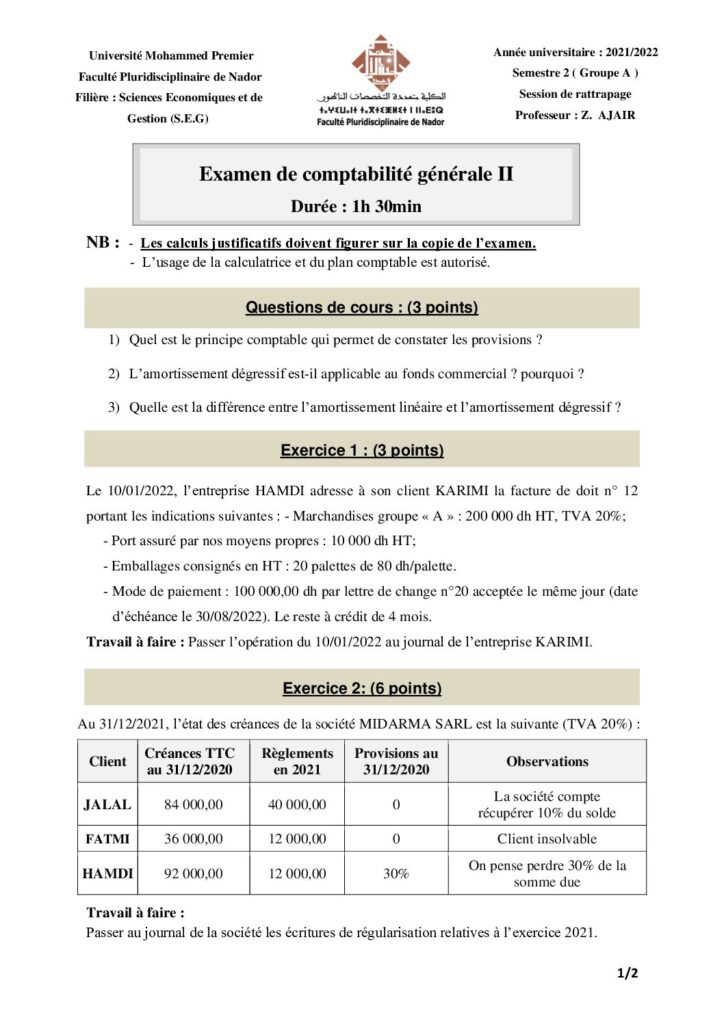 Université Mohammed Premier
Faculté Pluridisciplinaire de Nador
Filière : Sciences Economiques et de
Gestion (S.E.G)
الكلية متعددة التخصصات الناظور
Faculté Pluridisciplinaire de Nador
Année universitaire : 2021/2022
Semestre 2 ( Groupe A )
Session de rattrapage
Professeur : Z. AJAIR
Examen de comptabilité générale II
Durée : 1h 30min
NB : - Les calculs justificatifs doivent figurer sur la copie de l'examen.
- L'usage de la calculatrice et du plan comptable est autorisé.
Questions de cours : (3 points)
1) Quel est le principe comptable qui permet de constater les provisions ?
2) L'amortissement dégressif est-il applicable au fonds commercial ? pourquoi ?
3) Quelle est la différence entre l'amortissement linéaire et l'amortissement dégressif ?
Exercice 1 : (3 points)
Le 10/01/2022, l'entreprise HAMDI adresse à son client KARIMI la facture de doit n° 12
portant les indications suivantes : - Marchandises groupe « A » : 200 000 dh HT, TVA 20%;
- Port assuré par nos moyens propres : 10 000 dh HT;
- Emballages consignés en HT : 20 palettes de 80 dh/palette.
- Mode de paiement : 100 000,00 dh par lettre de change n°20 acceptée le même jour (date
d'échéance le 30/08/2022). Le reste à crédit de 4 mois.
Travail à faire : Passer l'opération du 10/01/2022 au journal de l'entreprise KARIMI.
Exercice 2: (6 points)
Au 31/12/2021, l'état des créances de la société MIDARMA SARL est la suivante (TVA 20%) :
Client Créances TTC au 31/12/2020 Règlements en 2021 Provisions au 31/12/2020 Observations
JALAL 84 000,00 40 000,00 0 La société compte récupérer 10% du solde
FATMI 36 000,00 12 000,00 0 Client insolvable
HAMDI 92 000,00 12 000,00 30% On pense perdre 30% de la somme due
Travail à faire :
Passer au journal de la société les écritures de régularisation relatives à l'exercice 2021.
1/2